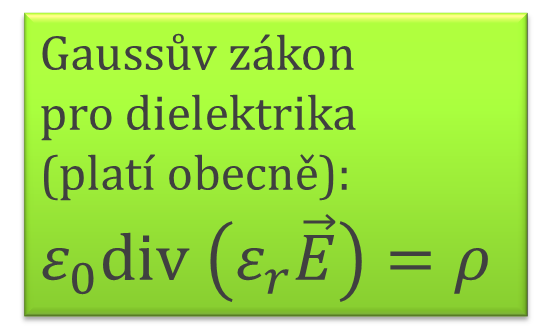 Gaussův zákon
pro dielektrika
(platí obecně):
𝜀₀div (𝜀ᵣE⃗) = 𝜌